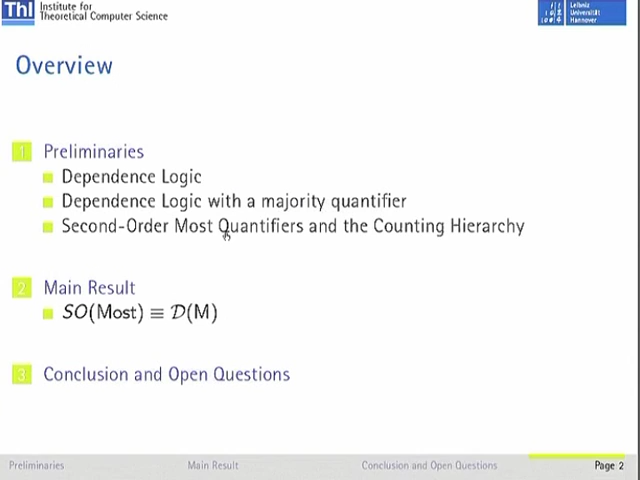 ThI Institute for
Theoretical Computer Science
Leibniz
Universität
Hannover
Overview
1 Preliminaries
Dependence Logic
Dependence Logic with a majority quantifier
Second-Order Most Quantifiers and the Counting Hierarchy
2 Main Result
SO(Most) ≡ D(M)
3 Conclusion and Open Questions
Preliminaries Main Result Conclusion and Open Questions Page 2